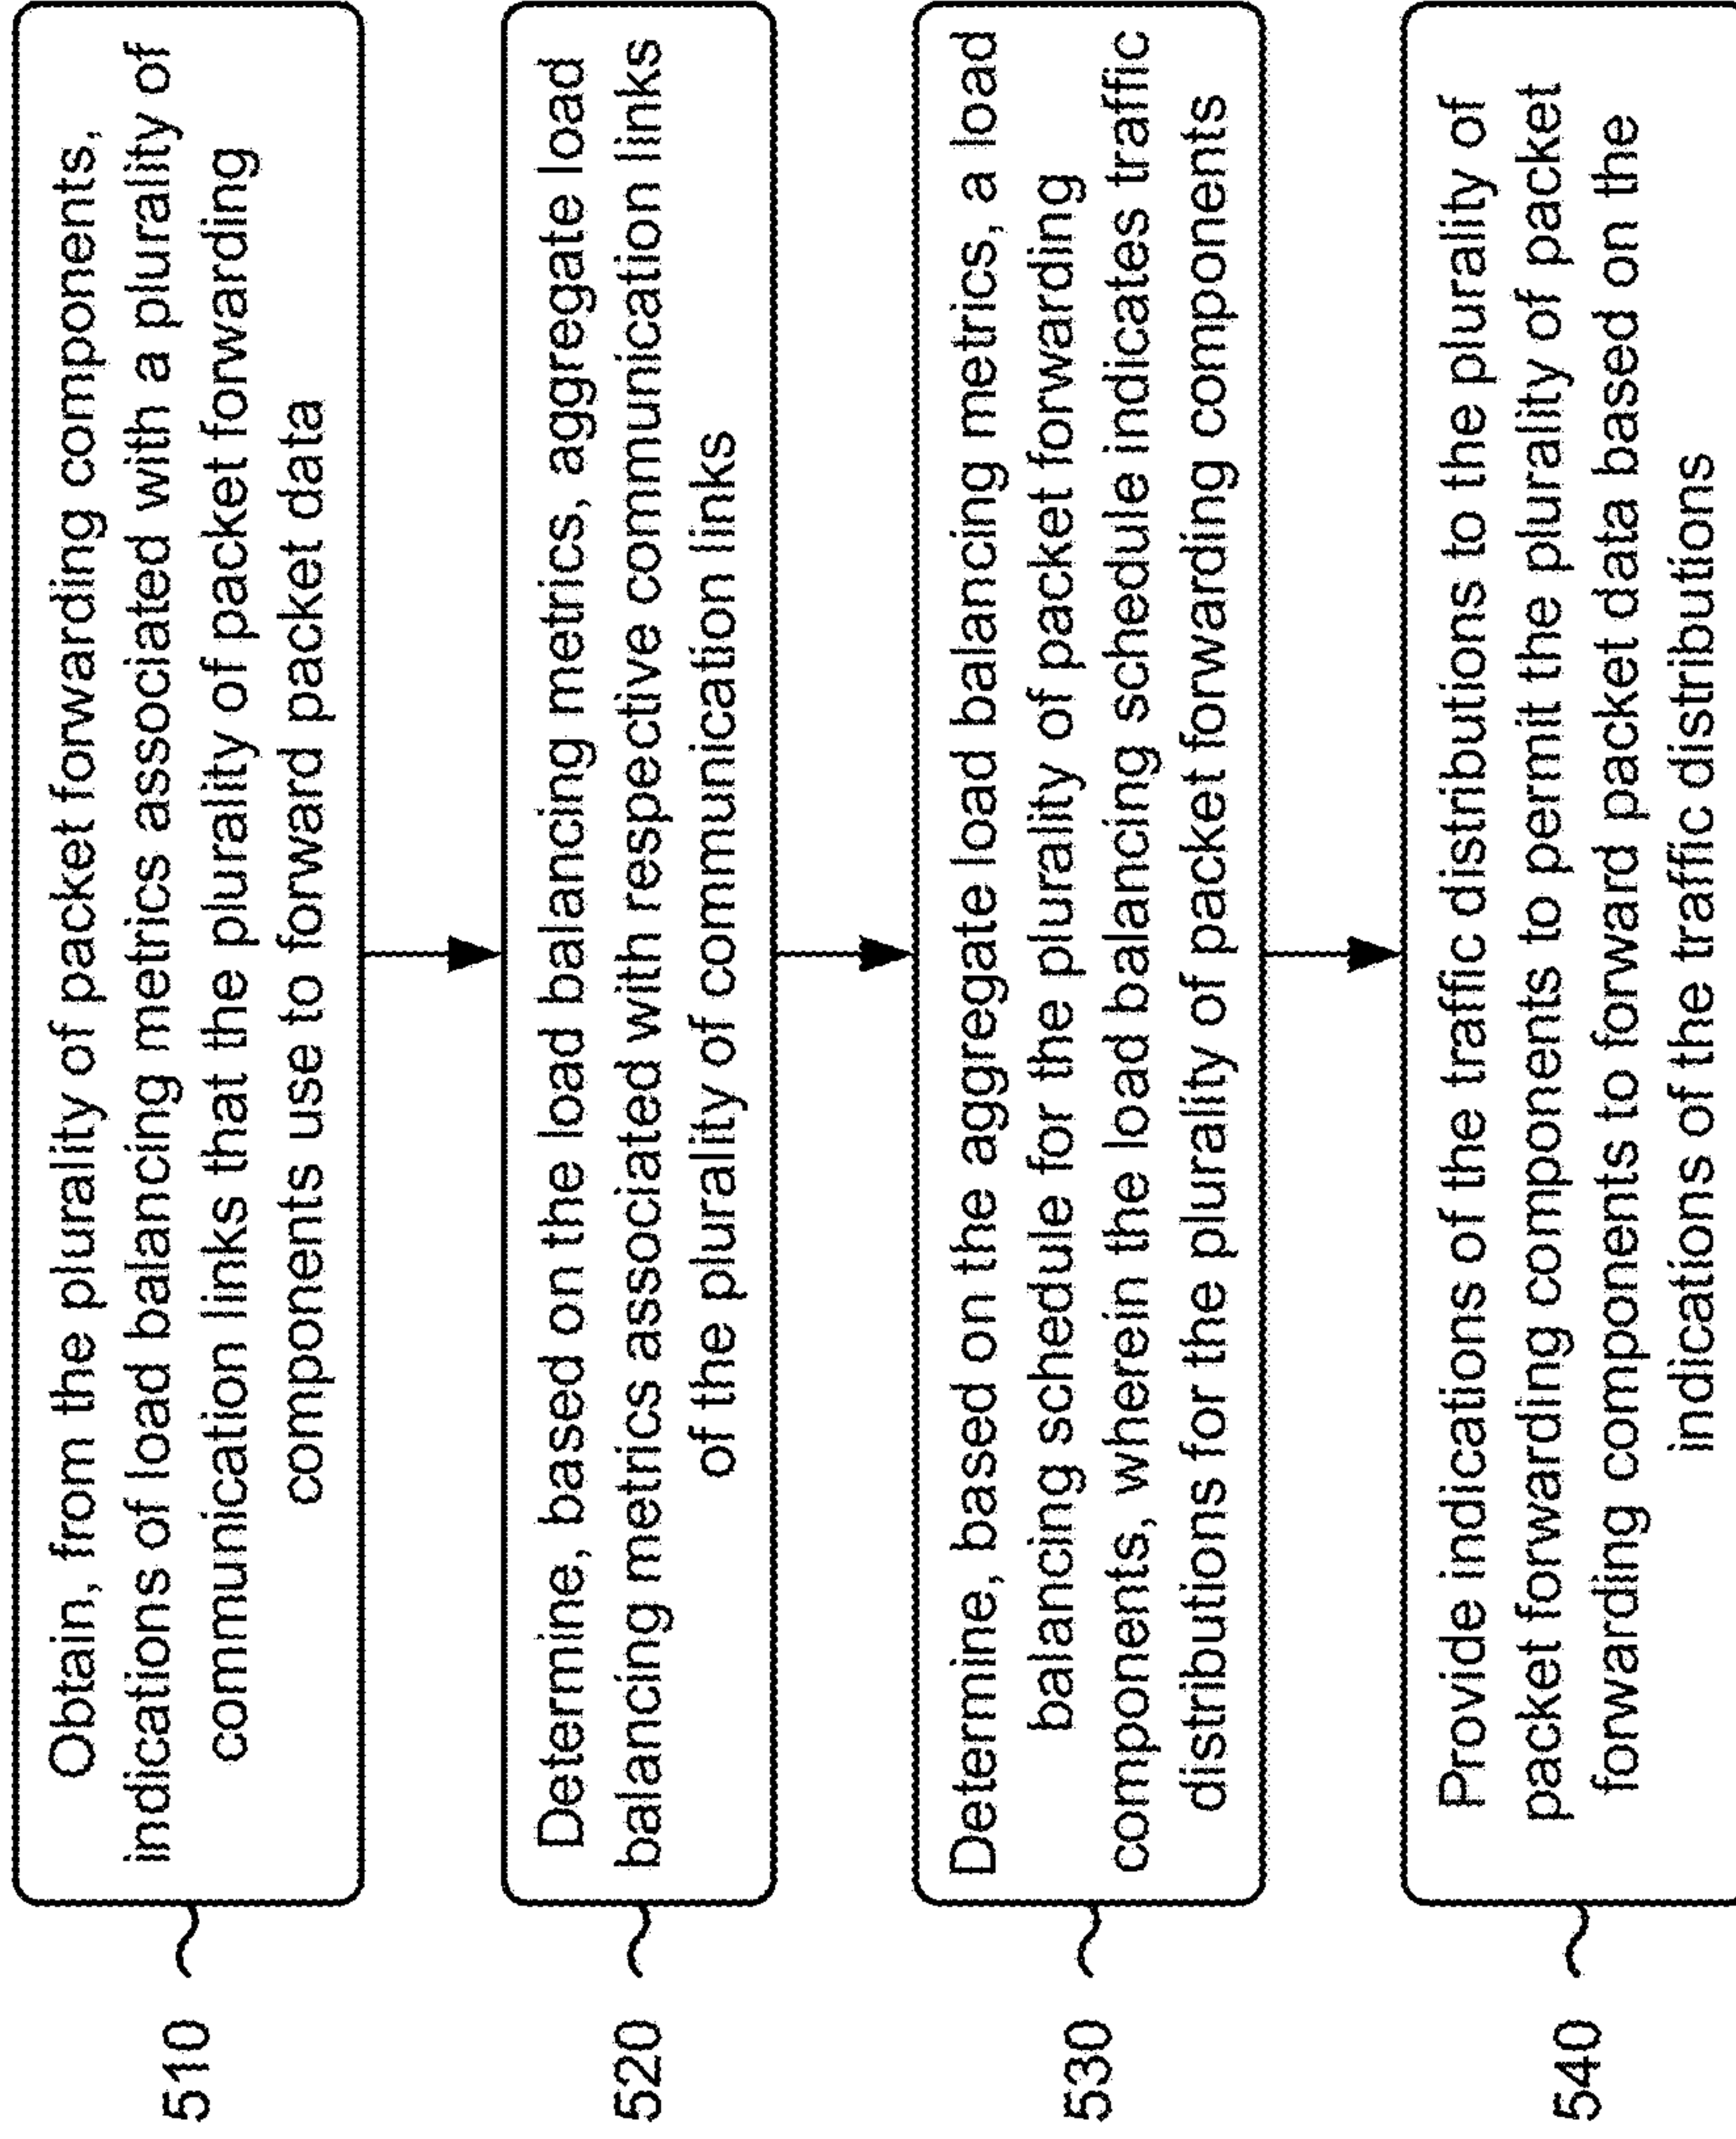 510
Obtain, from the plurality of packet forwarding components,
indications of load balancing metrics associated with a plurality of
communication links that the plurality of packet forwarding
components use to forward packet data
520
Determine, based on the load balancing metrics, aggregate load
balancing metrics associated with respective communication links
of the plurality of communication links
530
Determine, based on the aggregate load balancing metrics, a load
balancing schedule for the plurality of packet forwarding
components, wherein the load balancing schedule indicates traffic
distributions for the plurality of packet forwarding components
540
Provide indications of the traffic distributions to the plurality of
packet forwarding components to permit the plurality of packet
forwarding components to forward packet data based on the
indications of the traffic distributions